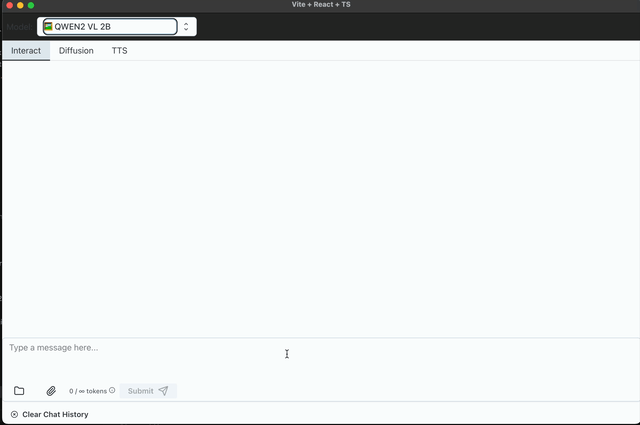 Vite + React + TS
Model: QWEN2 VL 2B
Interact Diffusion TTS
Type a message here...
0 / ∞ tokens Submit
Clear Chat History